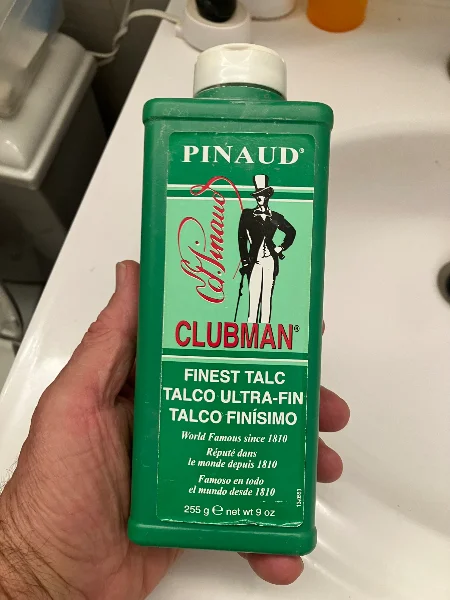 PINAUD®
Ed. Pinaud
CLUBMAN®
FINEST TALC
TALCO ULTRA-FIN
TALCO FINÍSIMO
World Famous since 1810
Réputé dans
le monde depuis 1810
Famoso en todo
el mundo desde 1810
255 g ℮ net wt 9 oz